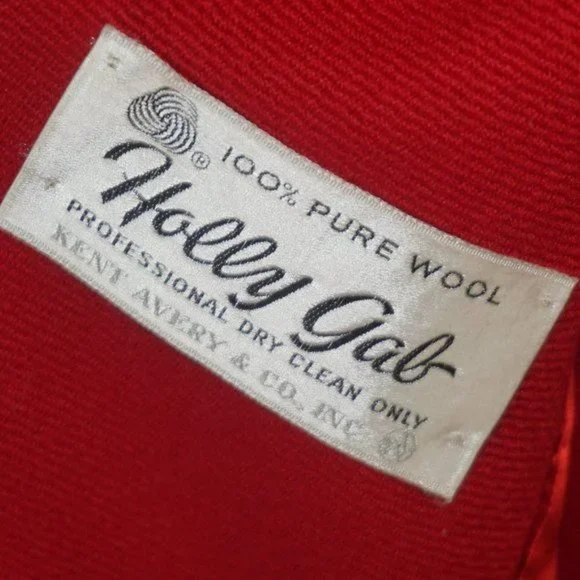 ®
100% PURE WOOL
Holly Gab
PROFESSIONAL DRY CLEAN ONLY
KENT AVERY & CO., INC.